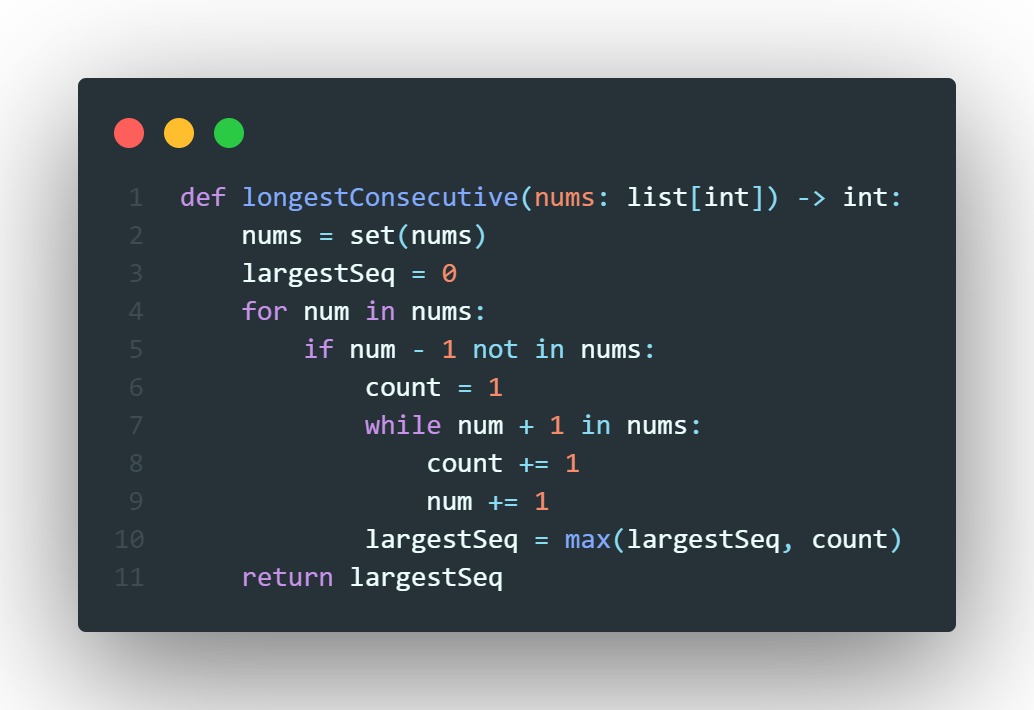 1 def longestConsecutive(nums: list[int]) -> int:
2     nums = set(nums)
3     largestSeq = 0
4     for num in nums:
5         if num - 1 not in nums:
6             count = 1
7             while num + 1 in nums:
8                 count += 1
9                 num += 1
10             largestSeq = max(largestSeq, count)
11     return largestSeq